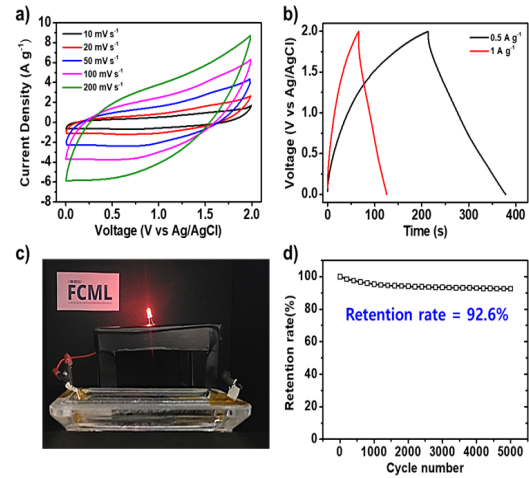 a)
10 mV s⁻¹
20 mV s⁻¹
50 mV s⁻¹
100 mV s⁻¹
200 mV s⁻¹
10
8
6
4
2
0
-2
-4
-6
-8
Current Density (A g⁻¹)
0.0 0.5 1.0 1.5 2.0
Voltage (V vs Ag/AgCl)
b)
0.5 A g⁻¹
1 A g⁻¹
2.0
1.5
1.0
0.5
0.0
Voltage (V vs Ag/AgCl)
0 100 200 300 400
Time (s)
c)
FCML
d)
100
80
60
40
20
0
Retention rate(%)
Retention rate = 92.6%
0 1000 2000 3000 4000 5000
Cycle number